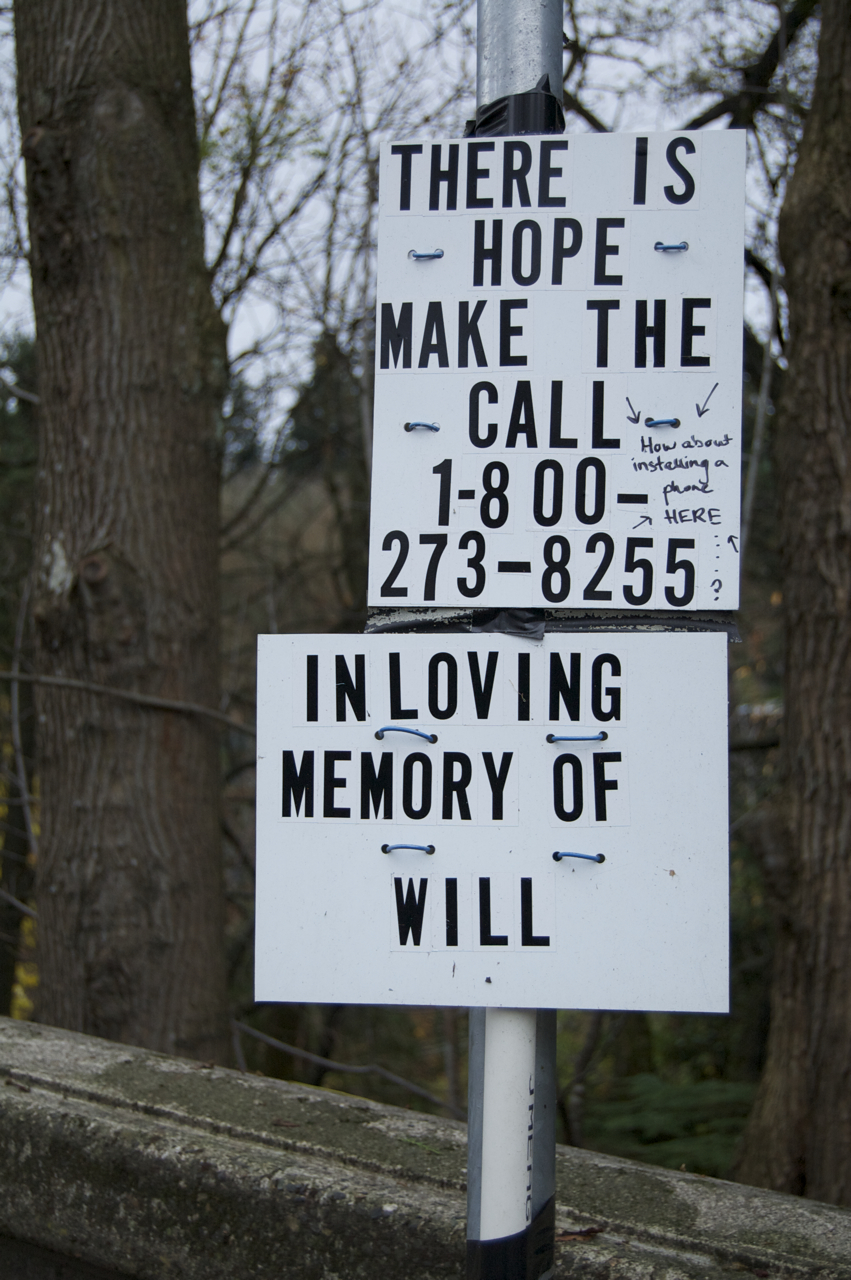 THERE IS
HOPE
MAKE THE
CALL
1-800-
273-8255
How about
installing a
phone
HERE
?
IN LOVING
MEMORY OF
WILL